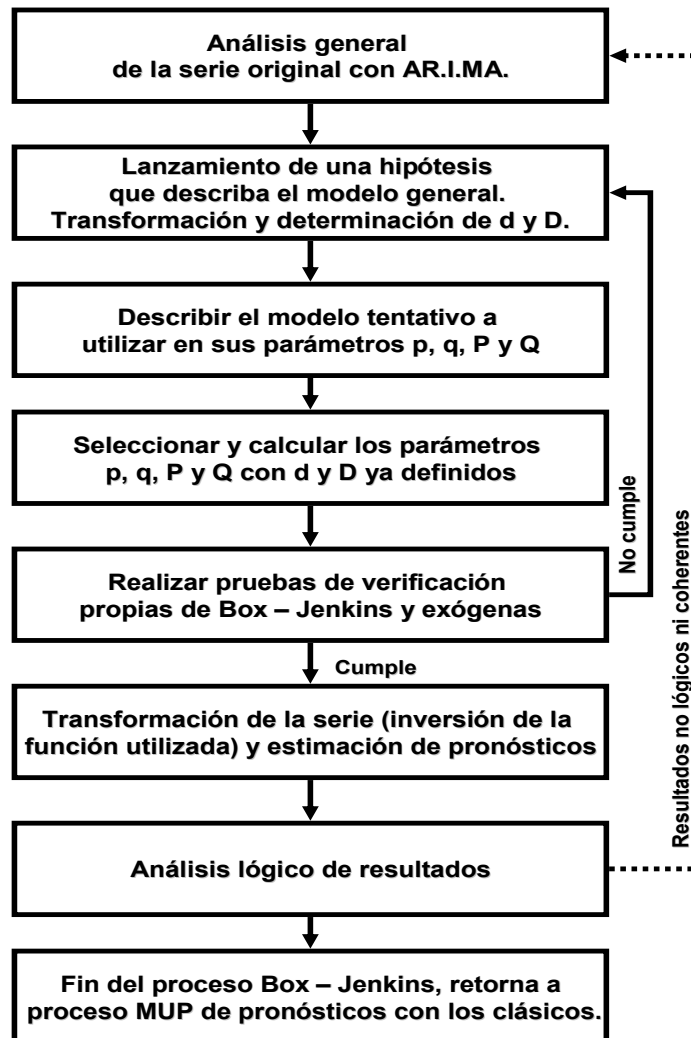 Análisis general
de la serie original con AR.I.MA.
Lanzamiento de una hipótesis
que describa el modelo general.
Transformación y determinación de d y D.
Describir el modelo tentativo a
utilizar en sus parámetros p, q, P y Q
Seleccionar y calcular los parámetros
p, q, P y Q con d y D ya definidos
Realizar pruebas de verificación
propias de Box – Jenkins y exógenas
No cumple
Cumple
Transformación de la serie (inversión de la
función utilizada) y estimación de pronósticos
Análisis lógico de resultados
Resultados no lógicos ni coherentes
Fin del proceso Box – Jenkins, retorna a
proceso MUP de pronósticos con los clásicos.